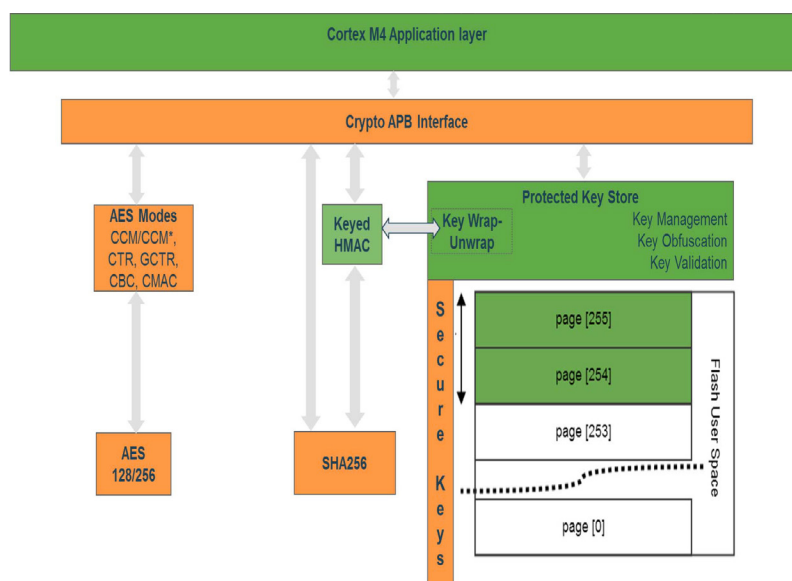 Cortex M4 Application layer
Crypto APB Interface
AES Modes
CCM/CCM*,
CTR, GCTR,
CBC, CMAC
Keyed
HMAC
Protected Key Store
Key Wrap-
Unwrap
Key Management
Key Obfuscation
Key Validation
Secure Keys
page [255]
page [254]
page [253]
page [0]
Flash User Space
AES
128/256
SHA256